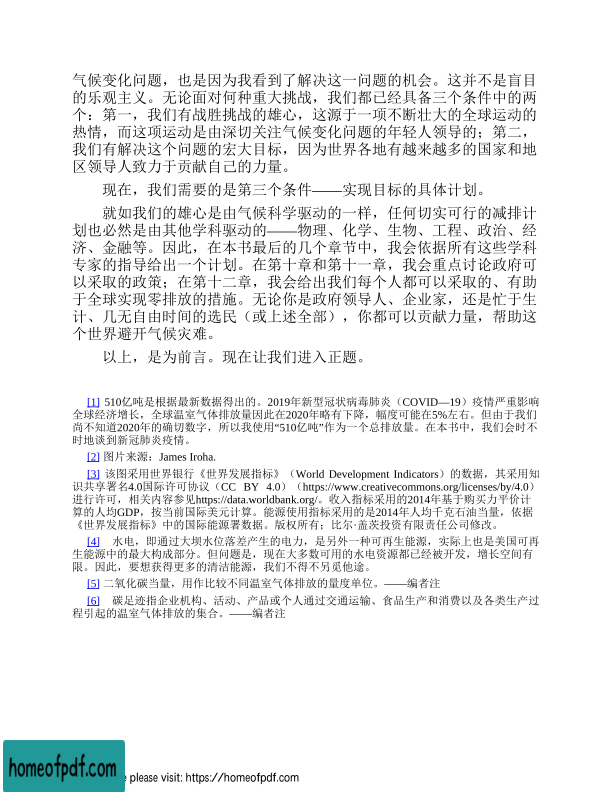 气候变化问题，也是因为我看到了解决这一问题的机会。这并不是盲目
的乐观主义。无论面对何种重大挑战，我们都已经具备三个条件中的两
个：第一，我们有战胜挑战的雄心，这源于一项不断壮大的全球运动的
热情，而这项运动是由深切关注气候变化问题的年轻人领导的；第二，
我们有解决这个问题的宏大目标，因为世界各地有越来越多的国家和地
区领导人致力于贡献自己的力量。
现在，我们需要的是第三个条件——实现目标的具体计划。
就如我们的雄心是由气候科学驱动的一样，任何切实可行的减排计
划也必然是由其他学科驱动的——物理、化学、生物、工程、政治、经
济、金融等。因此，在本书最后的几个章节中，我会依据所有这些学科
专家的指导给出一个计划。在第十章和第十一章，我会重点讨论政府可
以采取的政策；在第十二章，我会给出我们每个人都可以采取的、有助
于全球实现零排放的措施。无论你是政府领导人、企业家，还是忙于生
计、几无自由时间的选民（或上述全部），你都可以贡献力量，帮助这
个世界避开气候灾难。
以上，是为前言。现在让我们进入正题。
[1] 510亿吨是根据最新数据得出的。2019年新型冠状病毒肺炎（COVID—19）疫情严重影响
全球经济增长，全球温室气体排放量因此在2020年略有下降，幅度可能在5%左右。但由于我们
尚不知道2020年的确切数字，所以我使用“510亿吨”作为一个总排放量。在本书中，我们会时不
时地谈到新冠肺炎疫情。
[2] 图片来源：James Iroha.
[3] 该图采用世界银行《世界发展指标》（World Development Indicators）的数据，其采用知
识共享署名4.0国际许可协议（CC BY 4.0）（https://www.creativecommons.org/licenses/by/4.0）
进行许可，相关内容参见https://data.worldbank.org/。收入指标采用的2014年基于购买力平价计
算的人均GDP，按当前国际美元计算。能源使用指标采用的是2014年人均千克石油当量，依据
《世界发展指标》中的国际能源署数据。版权所有：比尔·盖茨投资有限责任公司修改。
[4] 水电，即通过大坝水位落差产生的电力，是另外一种可再生能源，实际上也是美国可再
生能源中的最大构成部分。但问题是，现在大多数可用的水电资源都已经被开发，增长空间有
限。因此，要想获得更多的清洁能源，我们不得不另觅他途。
[5] 二氧化碳当量，用作比较不同温室气体排放的量度单位。——编者注
[6] 碳足迹指企业机构、活动、产品或个人通过交通运输、食品生产和消费以及各类生产过
程引起的温室气体排放的集合。——编者注
homeofpdf.com
please visit: https://homeofpdf.com